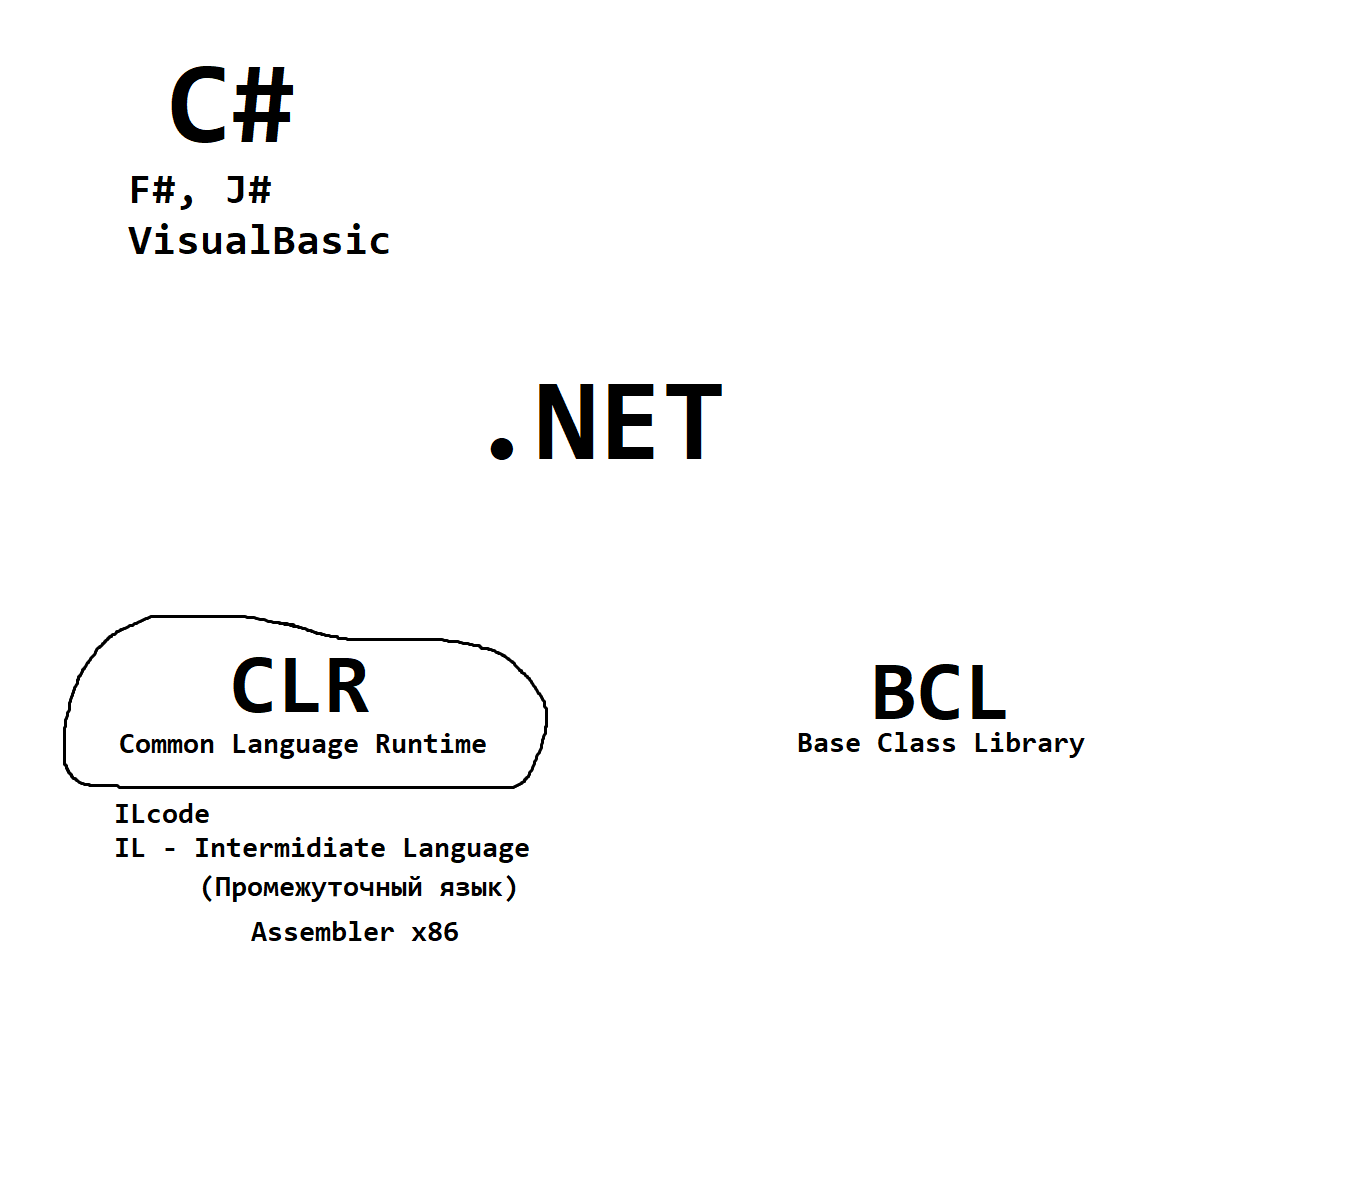 C#
F#, J#
VisualBasic
.NET
CLR
Common Language Runtime
BCL
Base Class Library
ILcode
IL - Intermidiate Language
(Промежуточный язык)
Assembler x86